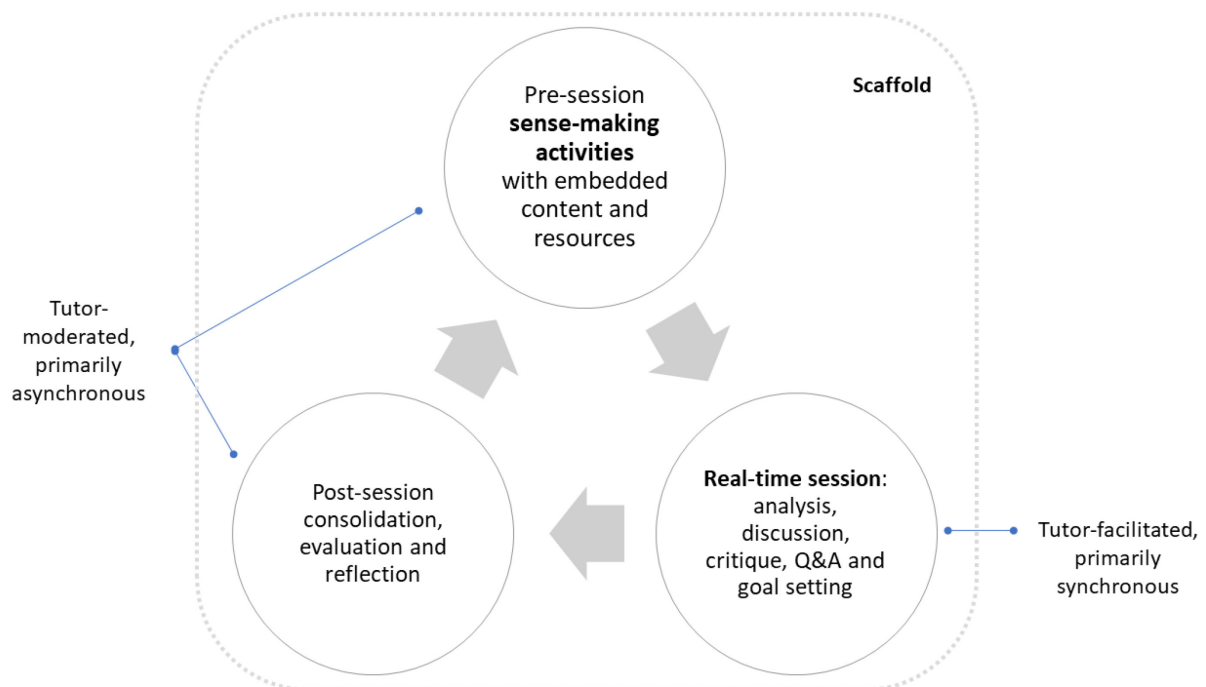 Scaffold
Pre-session
sense-making
activities
with embedded
content and
resources
Tutor-
moderated,
primarily
asynchronous
Post-session
consolidation,
evaluation and
reflection
Real-time session:
analysis,
discussion,
critique, Q&A and
goal setting
Tutor-facilitated,
primarily
synchronous